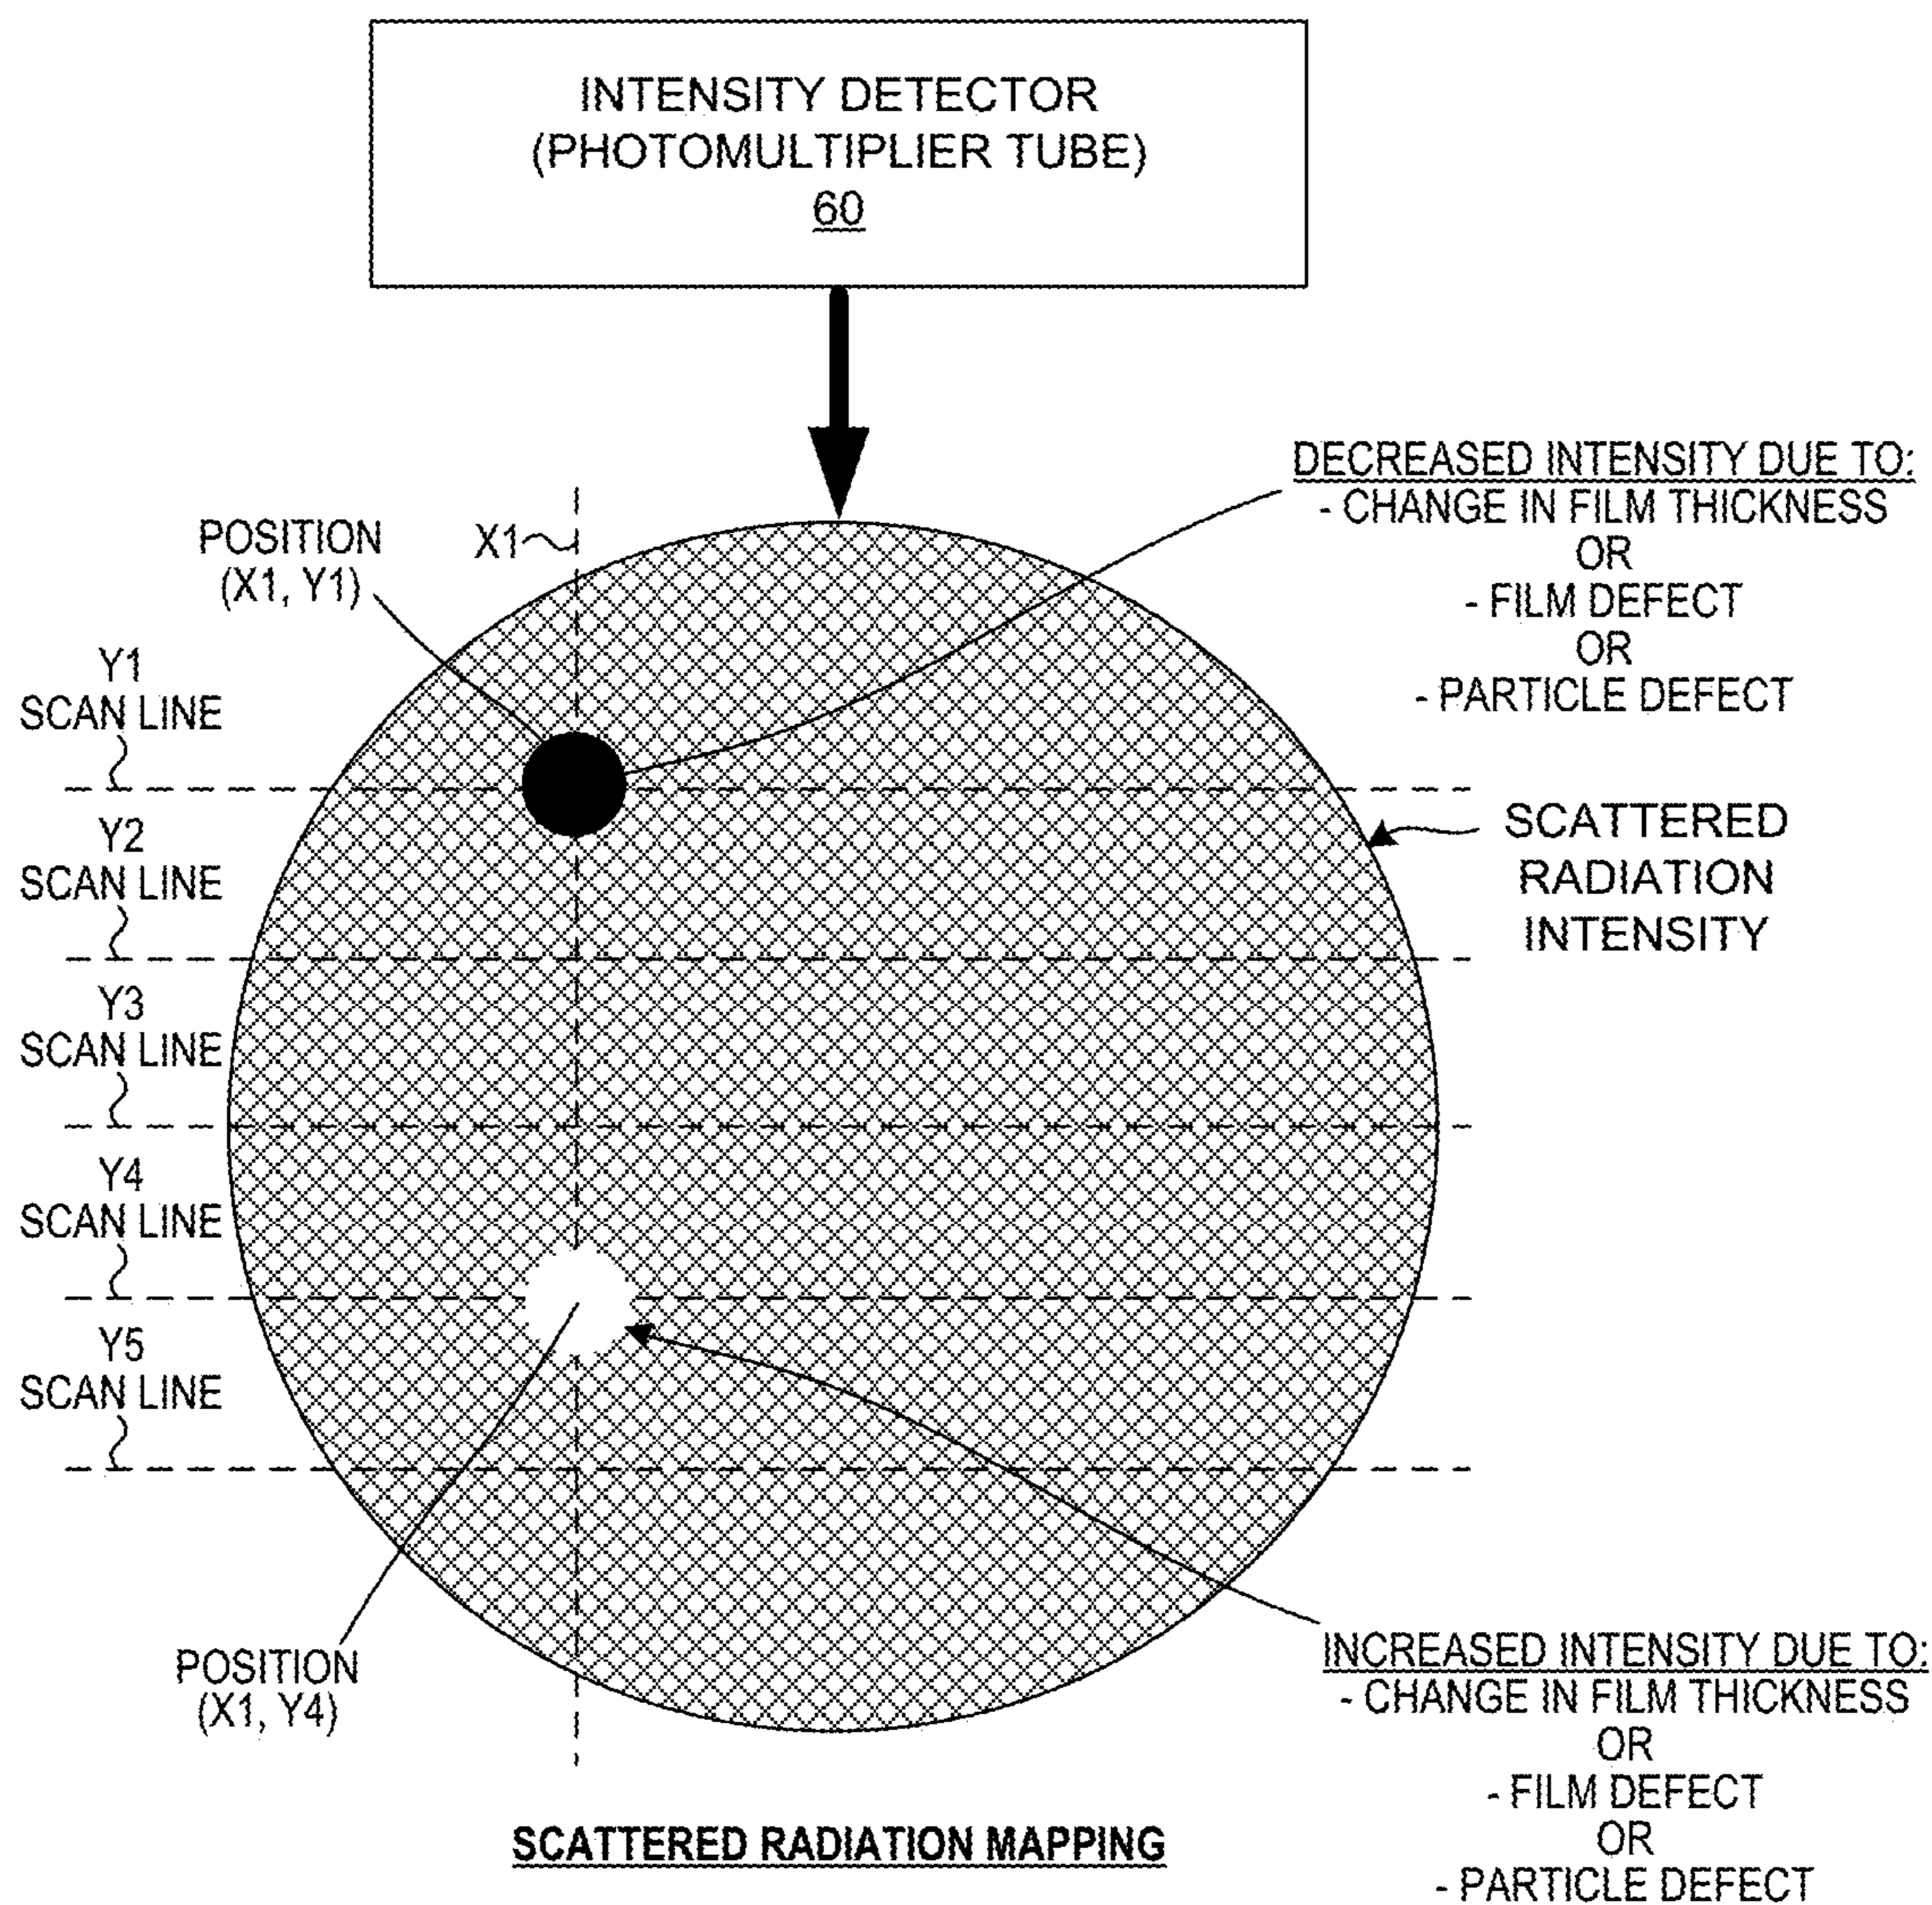 INTENSITY DETECTOR
(PHOTOMULTIPLIER TUBE)
60
DECREASED INTENSITY DUE TO:
- CHANGE IN FILM THICKNESS
OR
- FILM DEFECT
OR
- PARTICLE DEFECT
POSITION
(X1, Y1)
X1
Y1
SCAN LINE
Y2
SCAN LINE
SCATTERED
RADIATION
INTENSITY
Y3
SCAN LINE
Y4
SCAN LINE
Y5
SCAN LINE
POSITION
(X1, Y4)
INCREASED INTENSITY DUE TO:
- CHANGE IN FILM THICKNESS
OR
- FILM DEFECT
OR
- PARTICLE DEFECT
SCATTERED RADIATION MAPPING